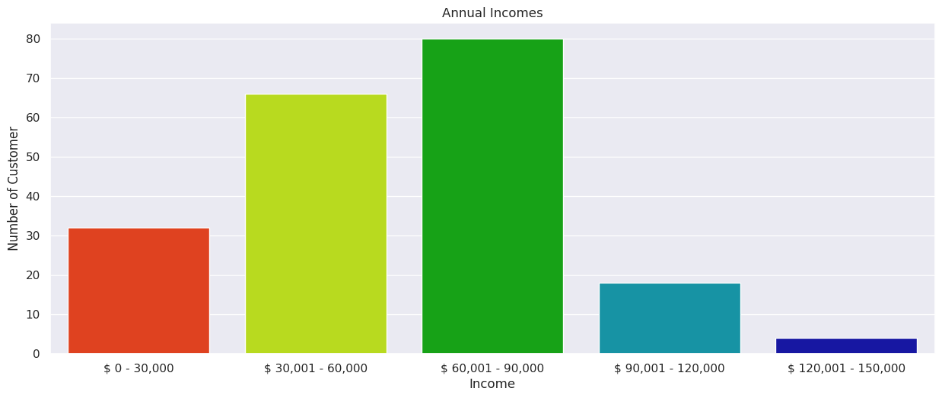 Annual Incomes
80
70
60
50
40
30
20
10
0
Number of Customer
$ 0 - 30,000
$ 30,001 - 60,000
$ 60,001 - 90,000
$ 90,001 - 120,000
$ 120,001 - 150,000
Income